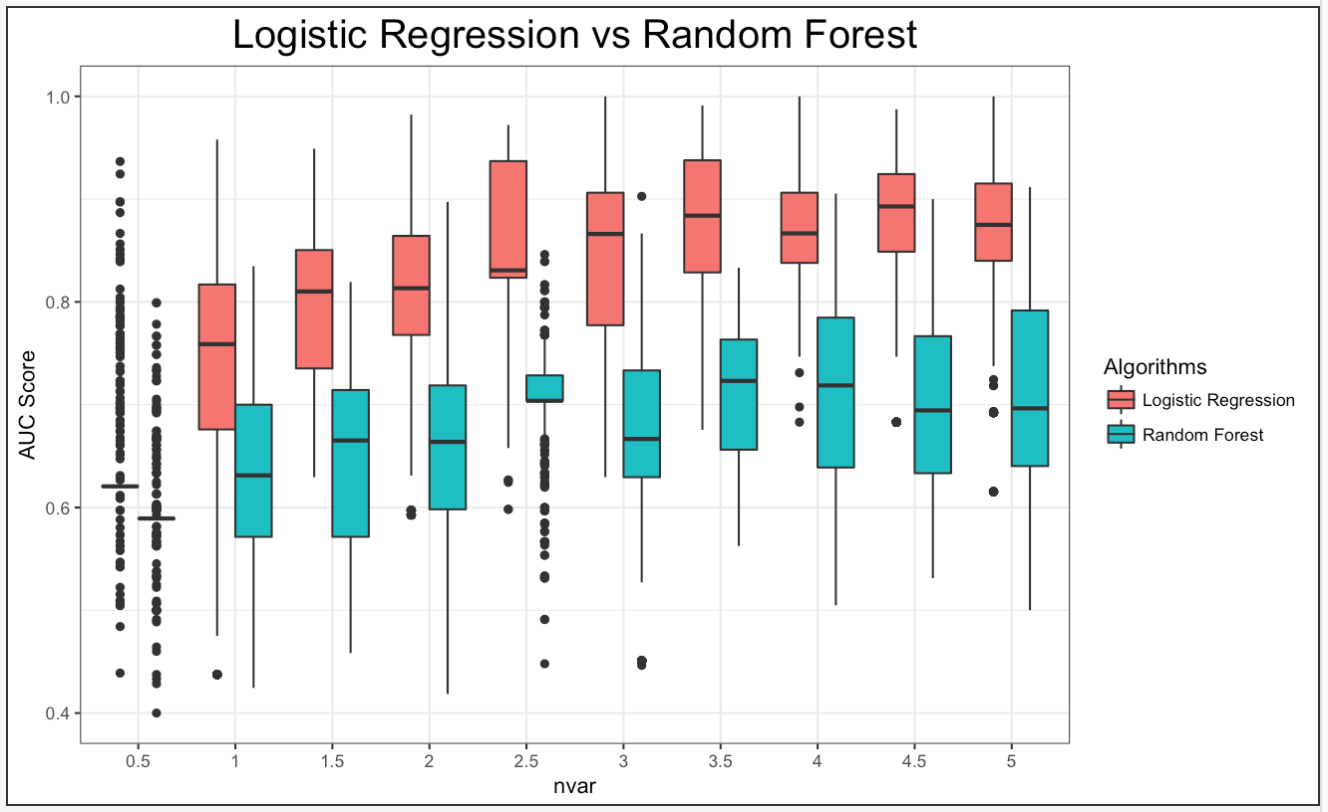 Logistic Regression vs Random Forest
AUC Score
1.0
0.8
0.6
0.4
0.5 1 1.5 2 2.5 3 3.5 4 4.5 5
nvar
Algorithms
Logistic Regression
Random Forest